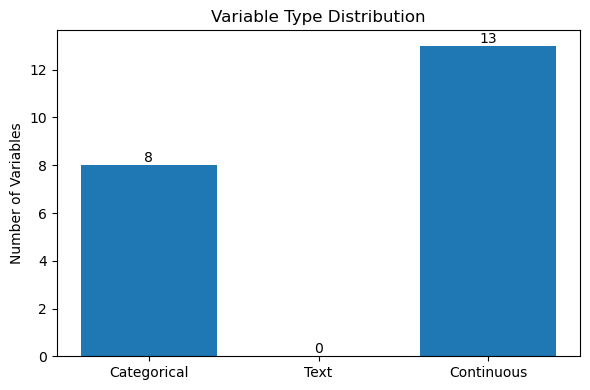 Variable Type Distribution
Number of Variables
12
10
8
6
4
2
0
8
0
13
Categorical
Text
Continuous